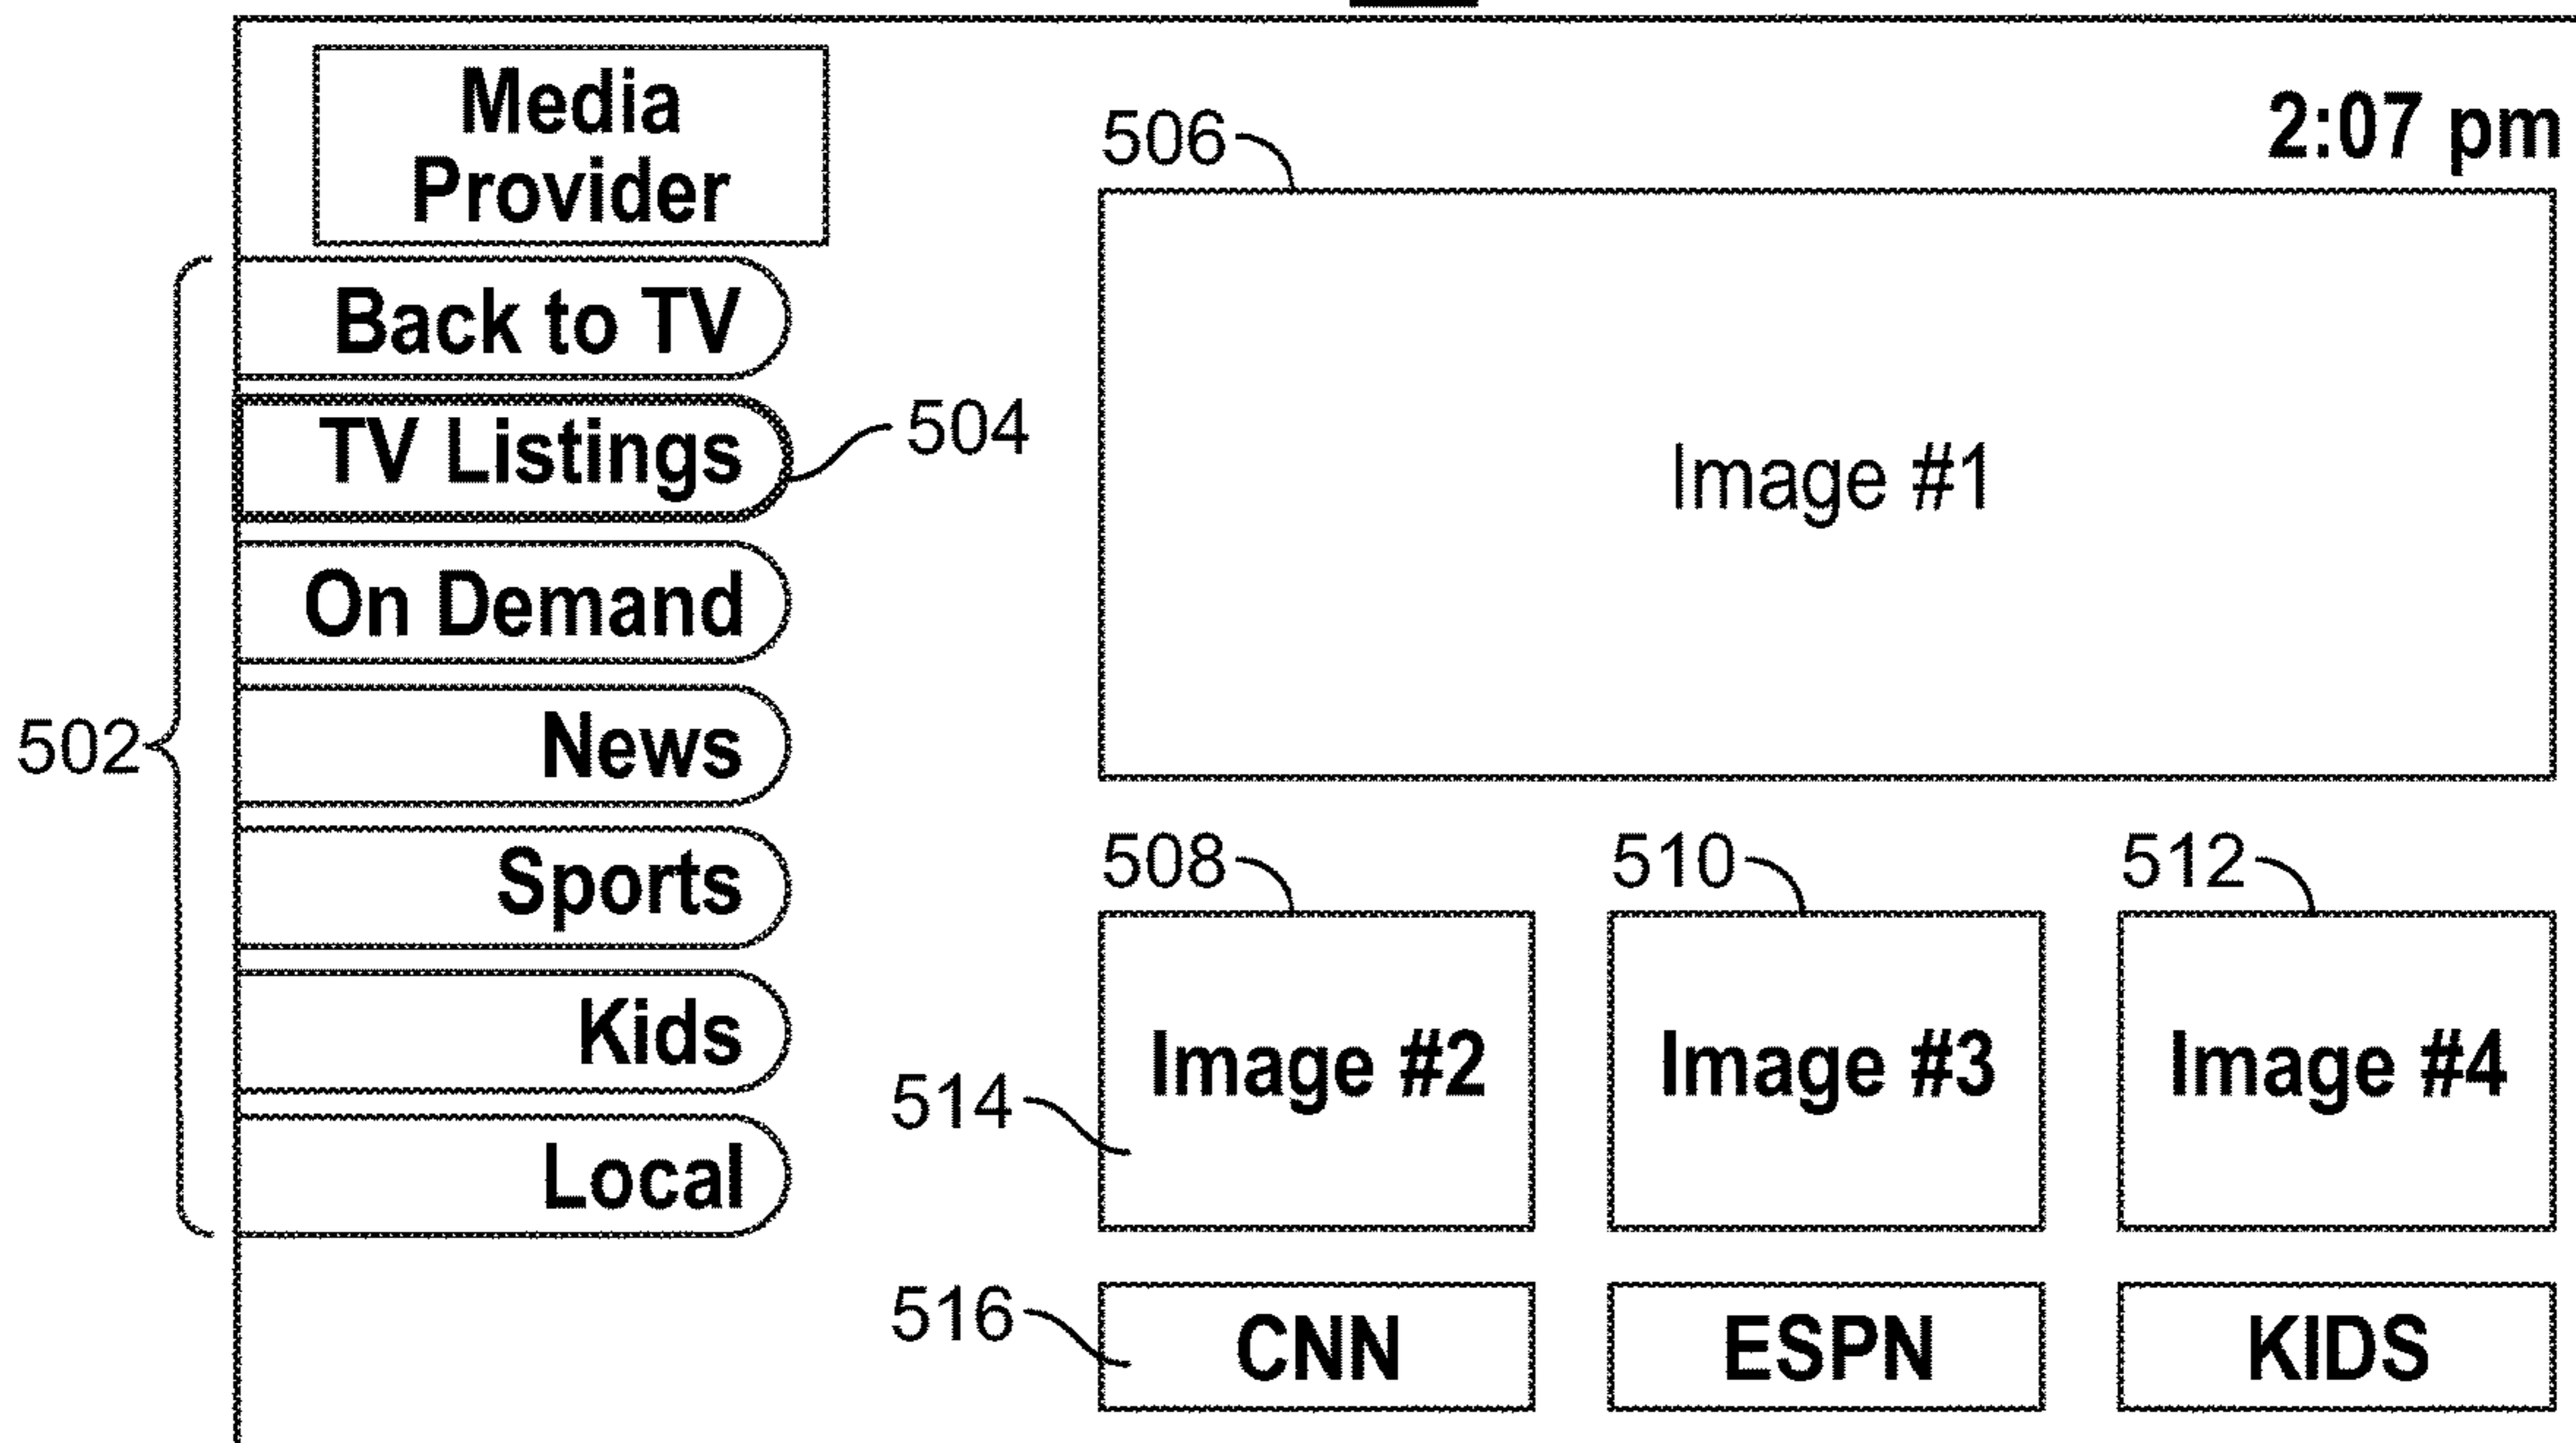 Media
Provider
2:07 pm
506
Back to TV
TV Listings
504
Image #1
On Demand
News
502
Sports
508
510
512
Kids
Image #2
Image #3
Image #4
514
Local
516
CNN
ESPN
KIDS